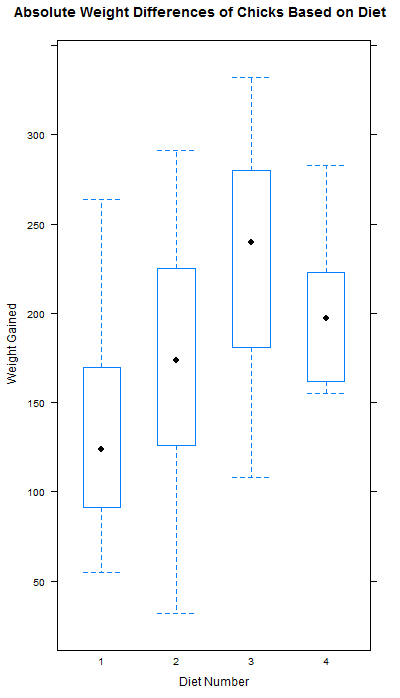 Absolute Weight Differences of Chicks Based on Diet
300
250
200
150
100
50
Weight Gained
1 2 3 4
Diet Number